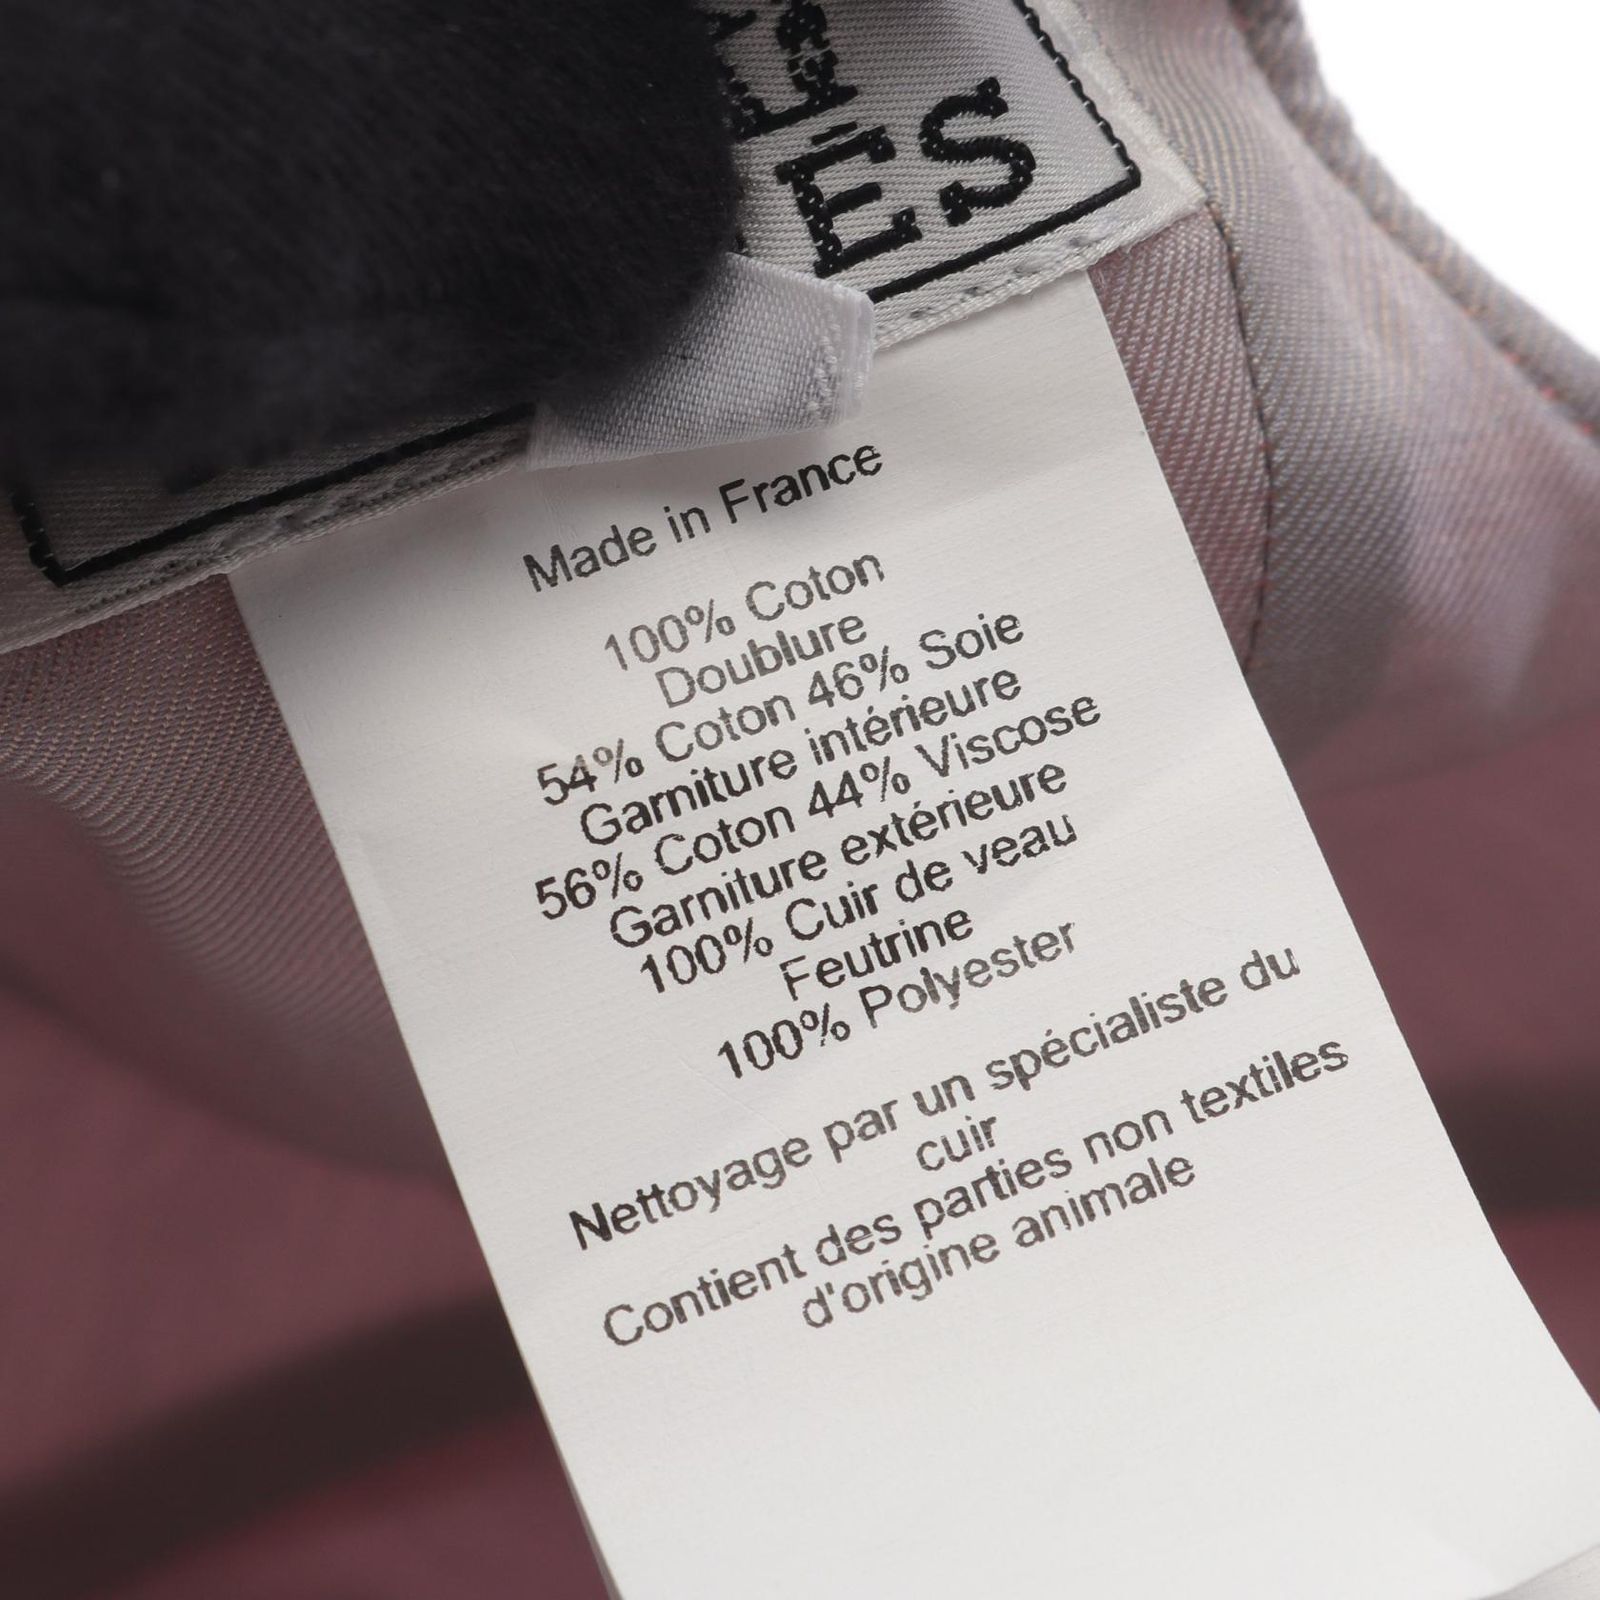 ES
Made in France
100% Coton
Doublure
54% Coton 46% Soie
Garniture intérieure
56% Coton 44% Viscose
Garniture extérieure
100% Cuir de veau
Feutrine
100% Polyester
Nettoyage par un spécialiste du
cuir
Contient des parties non textiles
d'origine animale